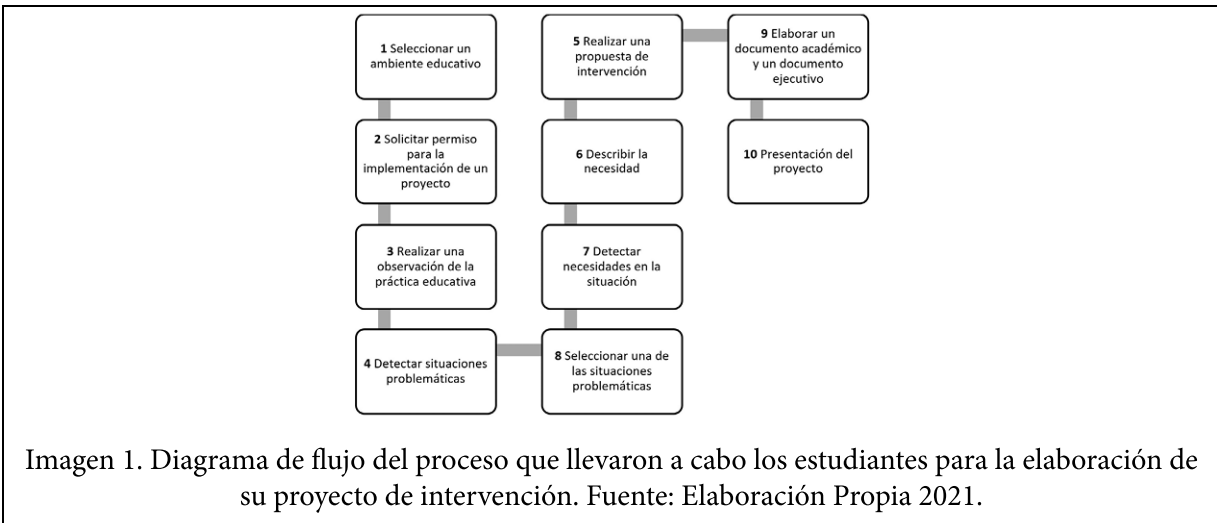 1 Seleccionar un
ambiente educativo
2 Solicitar permiso
para la
implementación de un
proyecto
3 Realizar una
observación de la
práctica educativa
4 Detectar situaciones
problemáticas
5 Realizar una
propuesta de
intervención
6 Describir la
necesidad
7 Detectar
necesidades en la
situación
8 Seleccionar una de
las situaciones
problemáticas
9 Elaborar un
documento académico
y un documento
ejecutivo
10 Presentación del
proyecto
Imagen 1. Diagrama de flujo del proceso que llevaron a cabo los estudiantes para la elaboración de
su proyecto de intervención. Fuente: Elaboración Propia 2021.